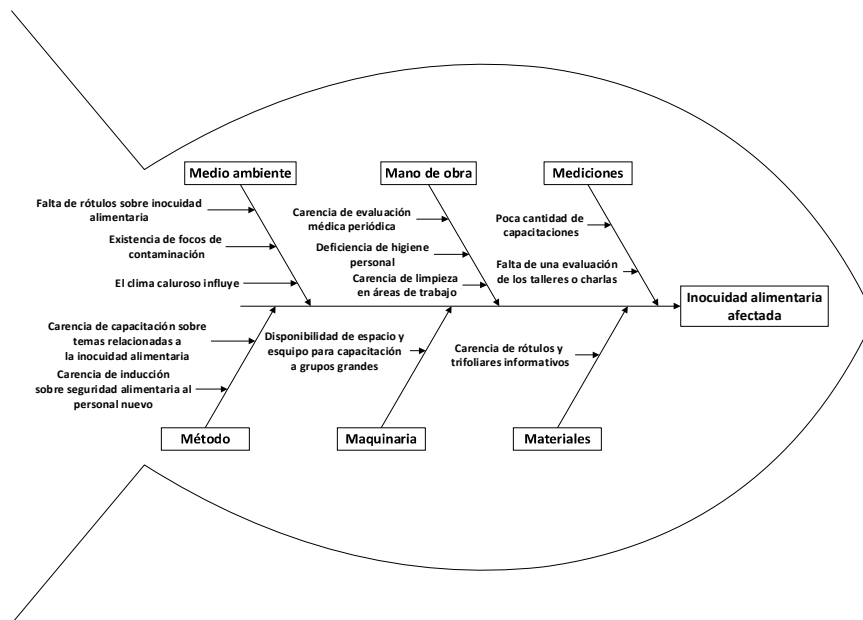 Medio ambiente
Mano de obra
Mediciones
Falta de rótulos sobre inocuidad
alimentaria
Existencia de focos de
contaminación
El clima caluroso influye
Carencia de evaluación
médica periódica
Deficiencia de higiene
personal
Carencia de limpieza
en áreas de trabajo
Poca cantidad de
capacitaciones
Falta de una evaluación
de los talleres o charlas
Inocuidad alimentaria
afectada
Carencia de capacitación sobre
temas relacionadas a
la inocuidad alimentaria
Carencia de inducción
sobre seguridad alimentaria al
personal nuevo
Disponibilidad de espacio y
equipo para capacitación
a grupos grandes
Carencia de rótulos y
trifoliares informativos
Método
Maquinaria
Materiales